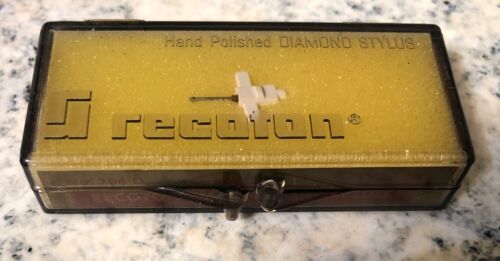 Hand Polished DIAMOND STYLUS
recoton®